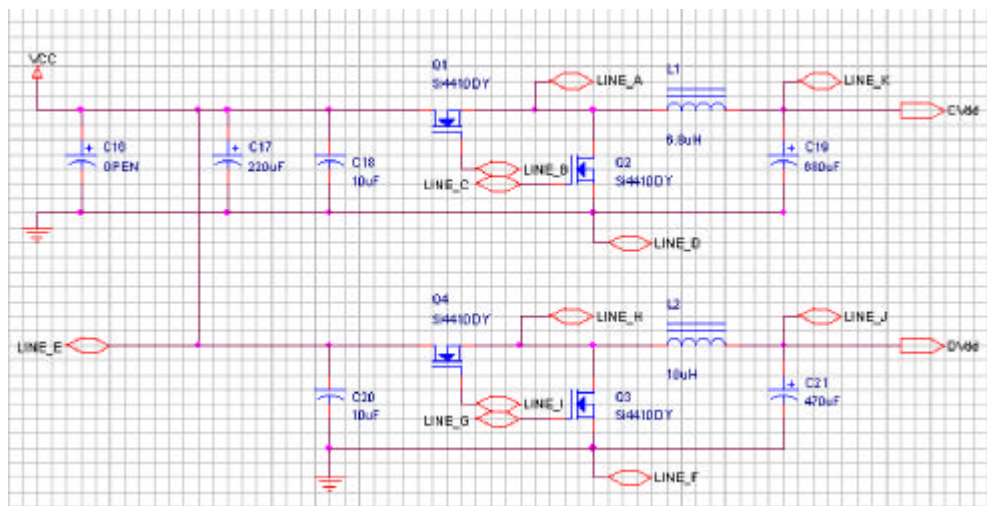 VCC
Q1
Si4410DY
LINE_A
L1
6.8uH
LINE_K
CVdd
C16
OPEN
C17
220uF
C18
10uF
LINE_B
LINE_C
Q2
Si4410DY
C19
680uF
LINE_D
Q4
Si4410DY
LINE_H
L2
10uH
LINE_J
DVdd
LINE_E
C20
10uF
LINE_I
LINE_G
Q3
Si4410DY
C21
470uF
LINE_F